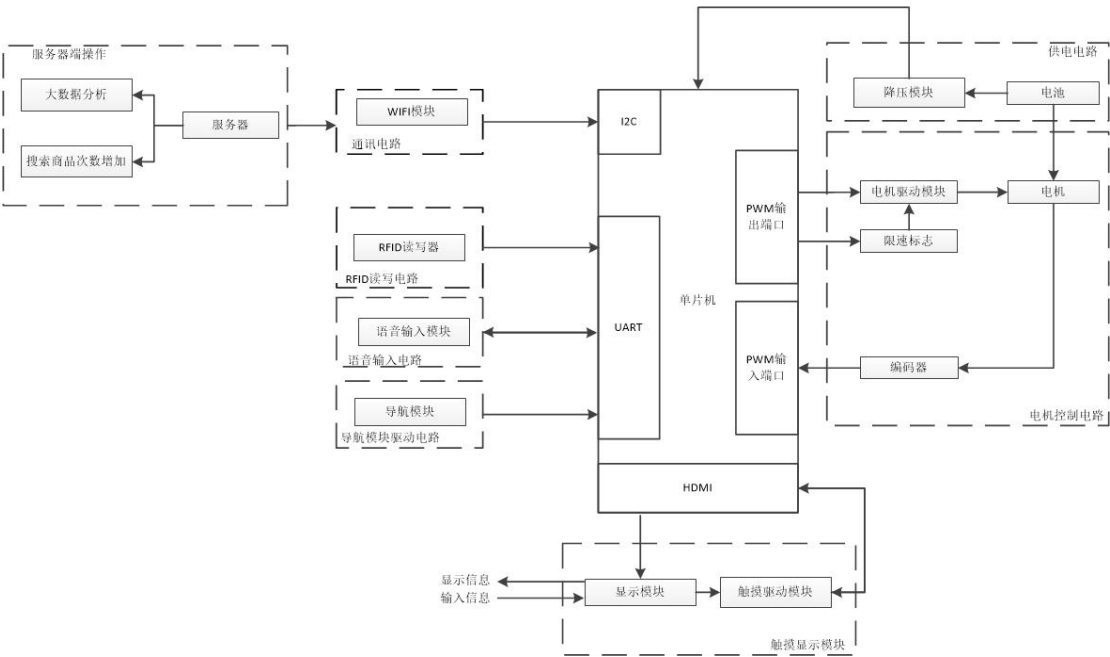 服务器端操作
大数据分析
服务器
搜索商品次数增加
WIFI模块
通讯电路
RFID读写器
RFID读写电路
语音输入模块
语音输入电路
导航模块
导航模块驱动电路
I2C
UART
单片机
PWM输
出端口
PWM输
入端口
HDMI
供电电路
降压模块
电池
电机驱动模块
电机
限速标志
编码器
电机控制电路
显示信息
输入信息
显示模块
触摸驱动模块
触摸显示模块